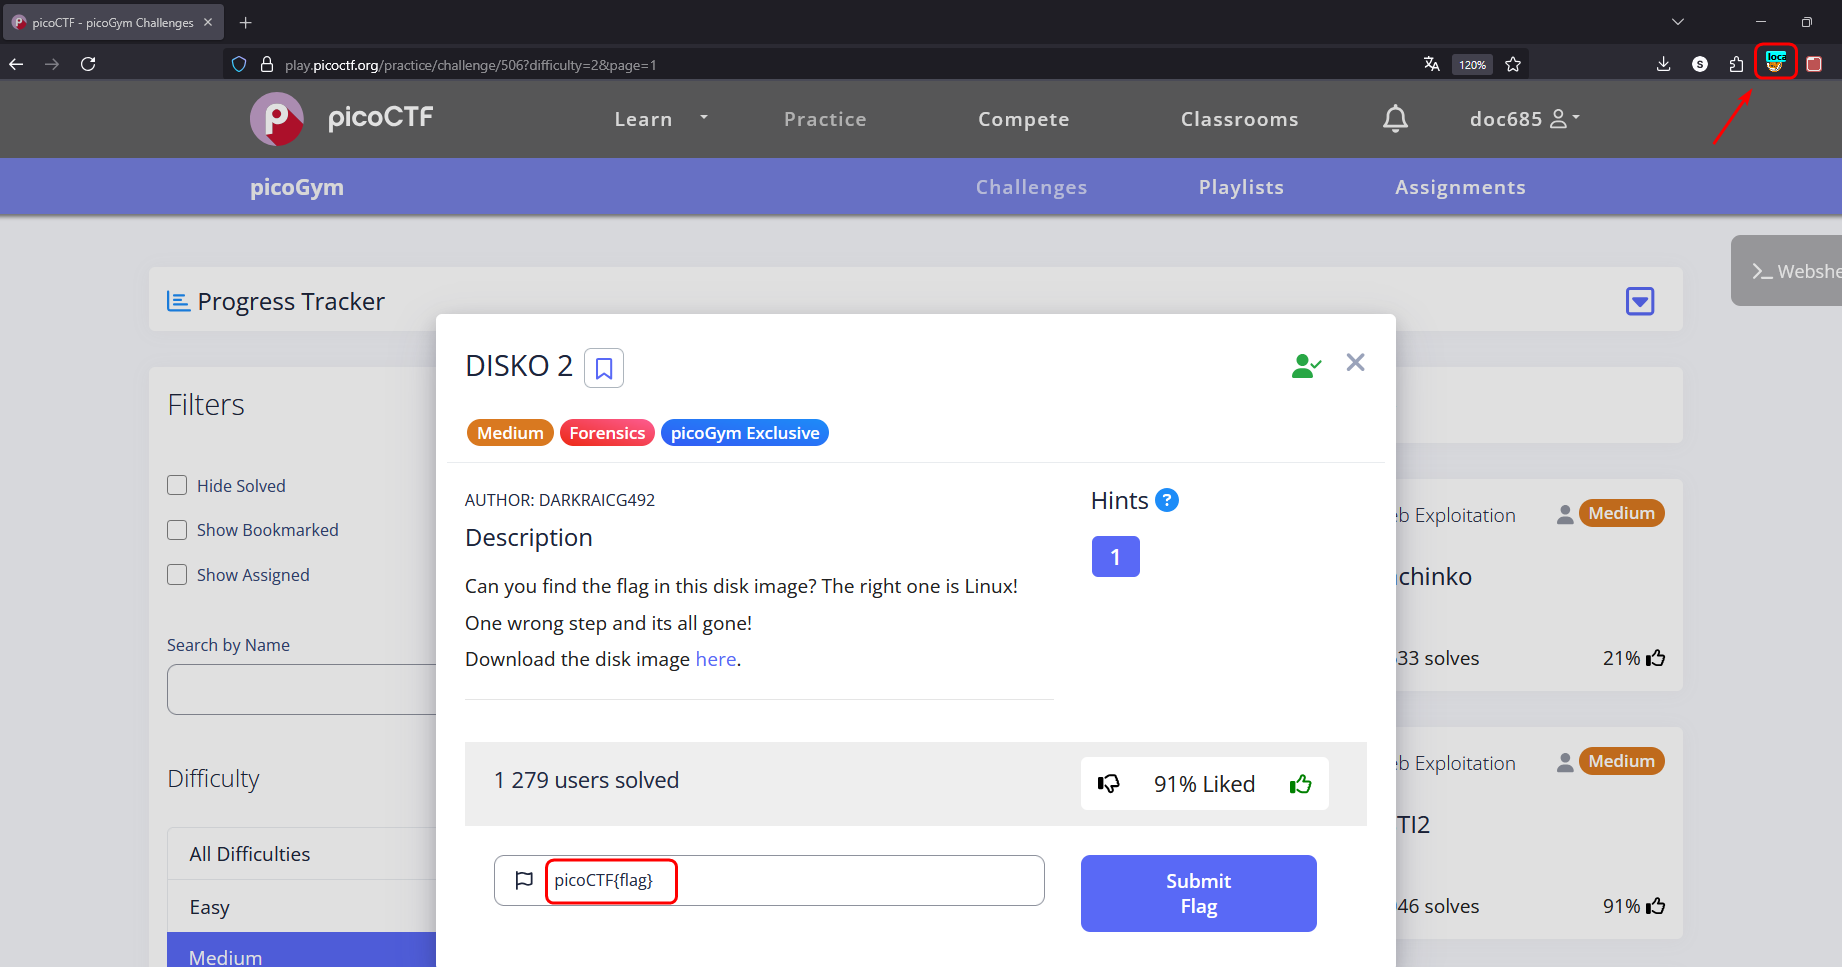 picoCTF - picoGym Challenges
play.picoctf.org/practice/challenge/506?difficulty=2&page=1
120%
S
loca
picoCTF
Learn
Practice
Compete
Classrooms
doc685
picoGym
Challenges
Playlists
Assignments
Progress Tracker
Webshe
Filters
Hide Solved
Show Bookmarked
Show Assigned
Search by Name
Difficulty
All Difficulties
Easy
Medium
DISKO 2
Medium
Forensics
picoGym Exclusive
AUTHOR: DARKRAICG492
Description
Can you find the flag in this disk image? The right one is Linux!
One wrong step and its all gone!
Download the disk image here.
Hints ?
1
1 279 users solved
91% Liked
picoCTF{flag}
Submit
Flag
b Exploitation
Medium
chinko
33 solves
21%
b Exploitation
Medium
TI2
46 solves
91%